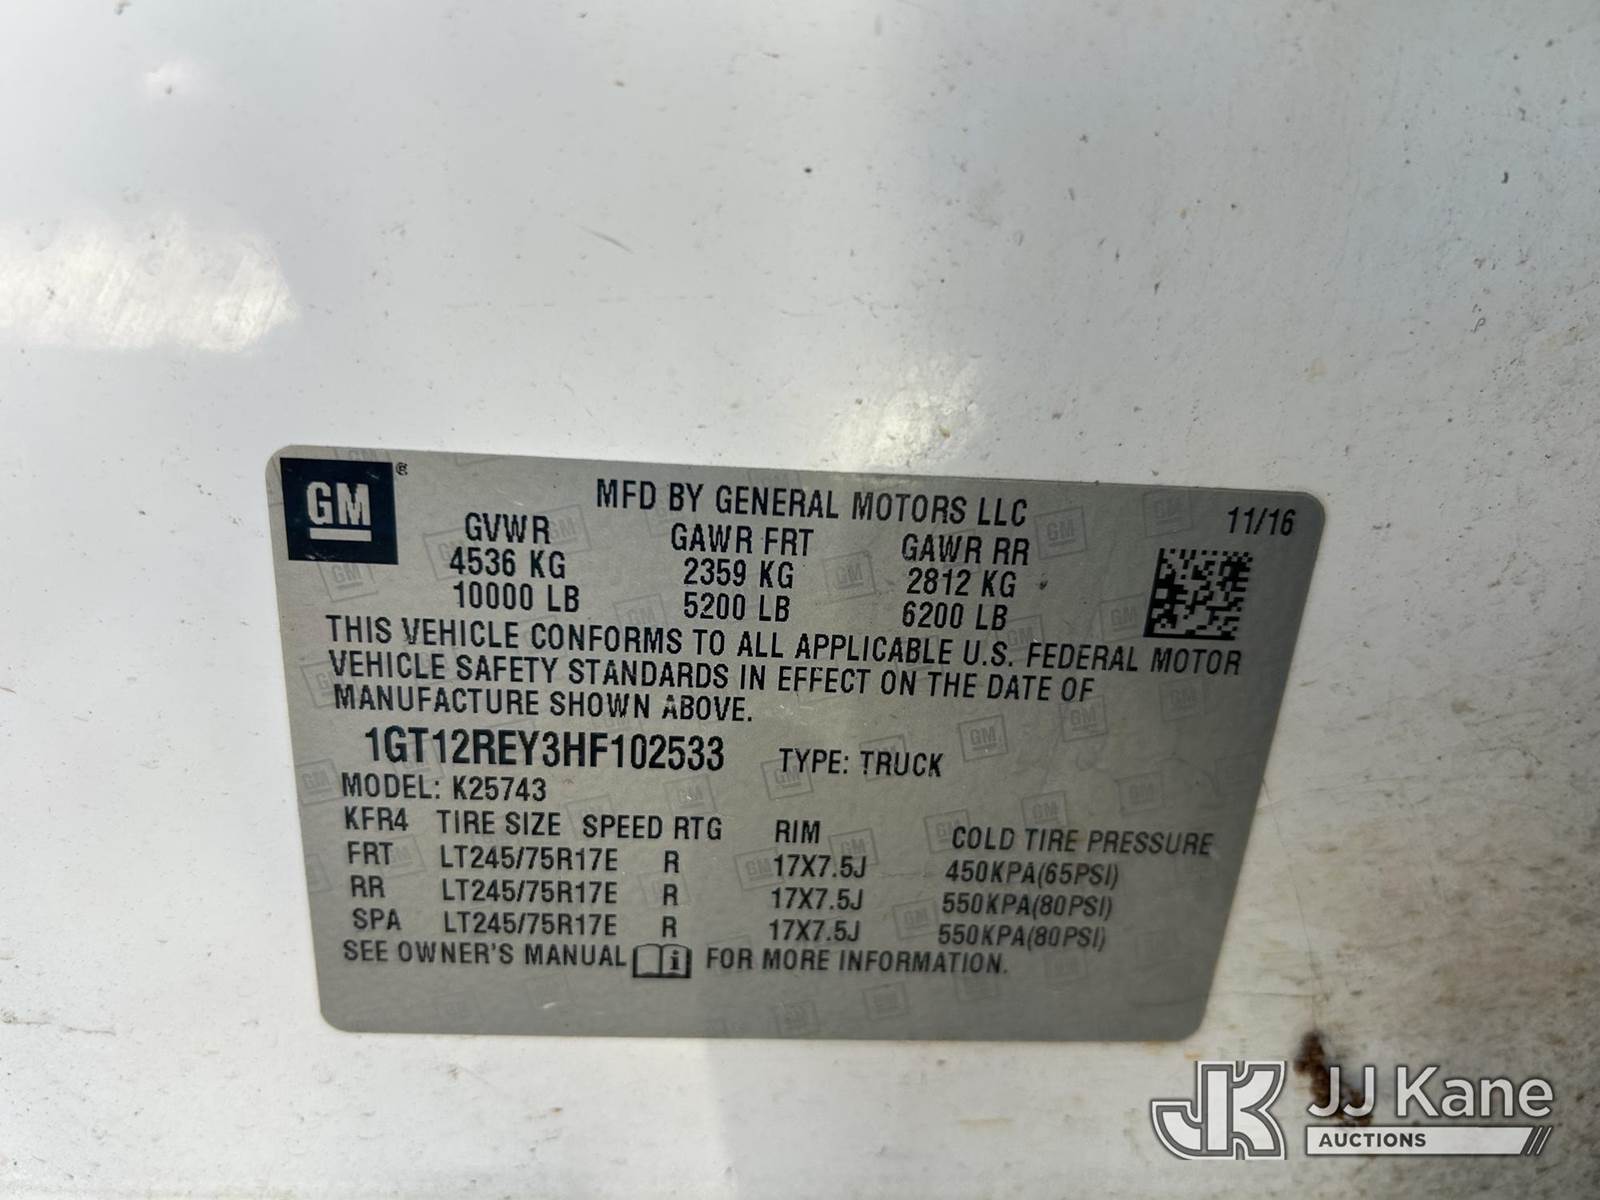 GM®
MFD BY GENERAL MOTORS LLC 11/16
GVWR GAWR FRT GAWR RR
4536 KG 2359 KG 2812 KG
10000 LB 5200 LB 6200 LB
THIS VEHICLE CONFORMS TO ALL APPLICABLE U.S. FEDERAL MOTOR
VEHICLE SAFETY STANDARDS IN EFFECT ON THE DATE OF
MANUFACTURE SHOWN ABOVE.
1GT12REY3HF102533 TYPE: TRUCK
MODEL: K25743
KFR4 TIRE SIZE SPEED RTG RIM COLD TIRE PRESSURE
FRT LT245/75R17E R 17X7.5J 450KPA(65PSI)
RR LT245/75R17E R 17X7.5J 550KPA(80PSI)
SPA LT245/75R17E R 17X7.5J 550KPA(80PSI)
SEE OWNER'S MANUAL i FOR MORE INFORMATION.
JK JJ Kane
AUCTIONS